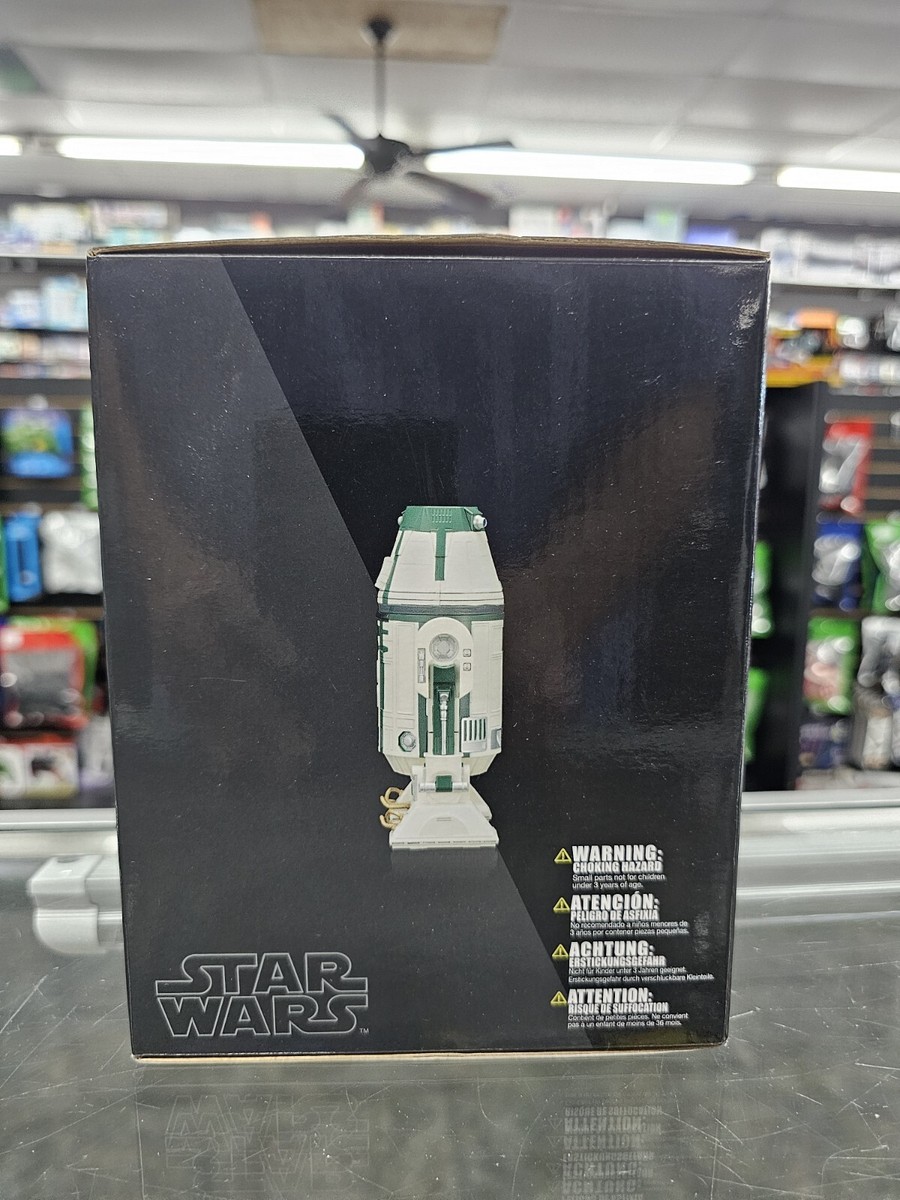 WARNING:
CHOKING HAZARD
Small parts not for children
under 3 years of age.
ATENCIÓN:
PELIGRO DE ASFIXIA
No recomendado a niños menores de
3 años por contener piezas pequeñas.
ACHTUNG:
ERSTICKUNGSGEFAHR
Nicht für Kinder unter 3 Jahren geeignet.
Erstickungsgefahr durch verschluckbare Kleinteile.
ATTENTION:
RISQUE DE SUFFOCATION
Contient de petites pièces. Ne convient
pas à un enfant de moins de 36 mois.
STAR
WARS™